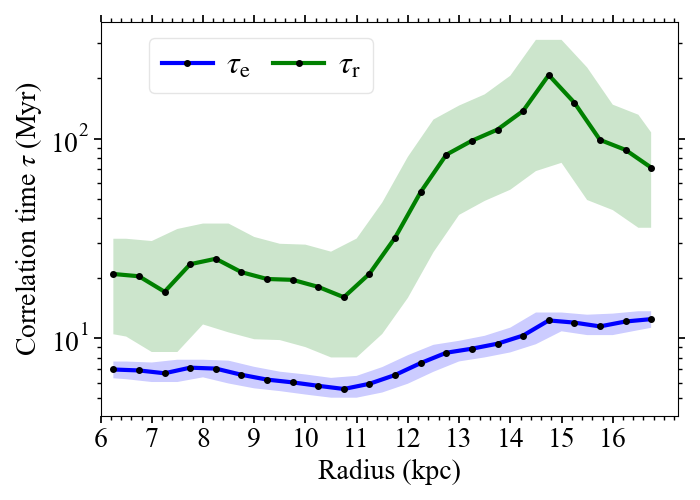 τe τr
10²
10¹
Correlation time τ (Myr)
6 7 8 9 10 11 12 13 14 15 16
Radius (kpc)